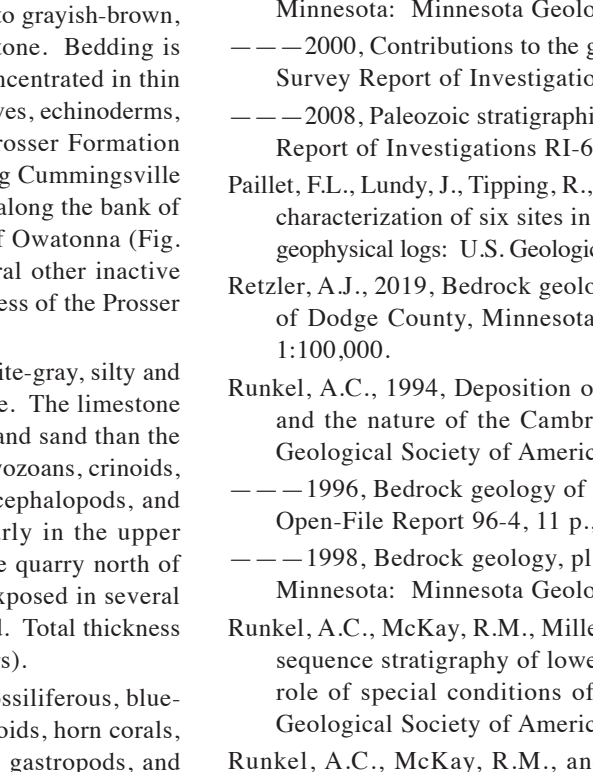 to grayish-brown,
tone. Bedding is
ncentrated in thin
ves, echinoderms,
rosser Formation
g Cummingsville
along the bank of
f Owatonna (Fig.
ral other inactive
ess of the Prosser
ite-gray, silty and
e. The limestone
and sand than the
yozoans, crinoids,
cephalopods, and
arly in the upper
e quarry north of
xposed in several
d. Total thickness
rs).
ossiliferous, blue-
oids, horn corals,
gastropods, and
Minnesota: Minnesota Geolo
———2000, Contributions to the g
Survey Report of Investigatio
———2008, Paleozoic stratigraphi
Report of Investigations RI-6
Paillet, F.L., Lundy, J., Tipping, R.,
characterization of six sites in
geophysical logs: U.S. Geologic
Retzler, A.J., 2019, Bedrock geolo
of Dodge County, Minnesota
1:100,000.
Runkel, A.C., 1994, Deposition o
and the nature of the Cambr
Geological Society of Americ
———1996, Bedrock geology of
Open-File Report 96-4, 11 p.,
———1998, Bedrock geology, pl
Minnesota: Minnesota Geolo
Runkel, A.C., McKay, R.M., Mille
sequence stratigraphy of lowe
role of special conditions of
Geological Society of Americ
Runkel, A.C., McKay, R.M., an